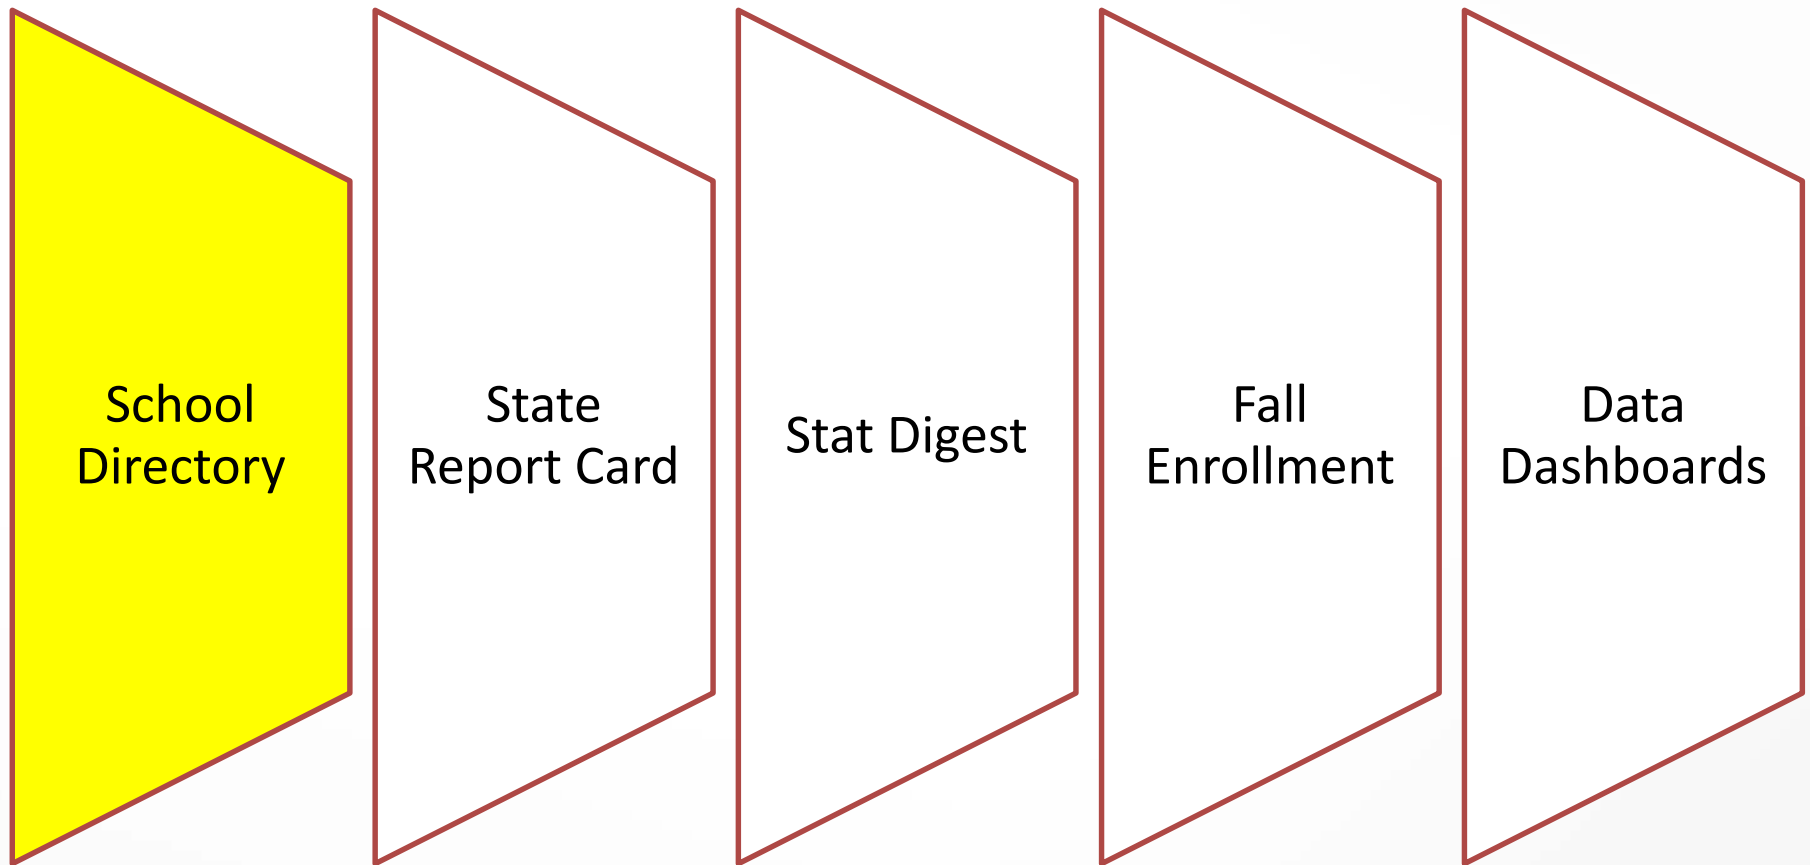 School
Directory
State
Report Card
Stat Digest
Fall
Enrollment
Data
Dashboards